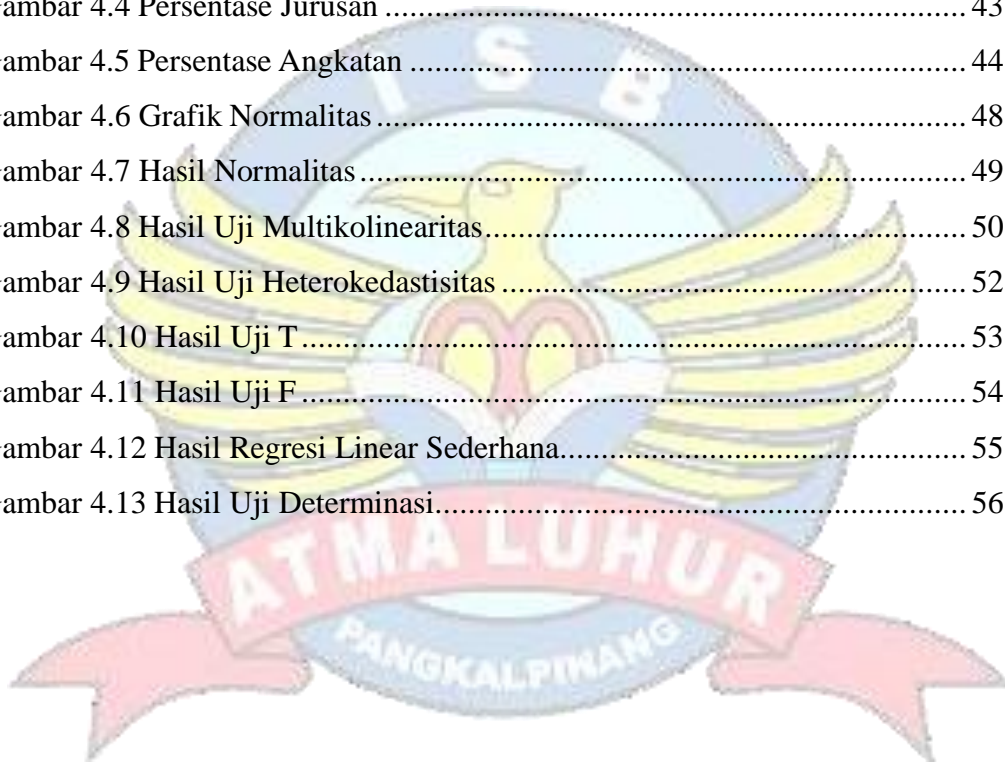 ambar 4.4 Persentase Jurusan ........................................................................ 43
ambar 4.5 Persentase Angkatan ..................................................................... 44
ambar 4.6 Grafik Normalitas ......................................................................... 48
ambar 4.7 Hasil Normalitas ........................................................................... 49
ambar 4.8 Hasil Uji Multikolinearitas ............................................................ 50
ambar 4.9 Hasil Uji Heterokedastisitas .......................................................... 52
ambar 4.10 Hasil Uji T .................................................................................. 53
ambar 4.11 Hasil Uji F .................................................................................. 54
ambar 4.12 Hasil Regresi Linear Sederhana .................................................. 55
ambar 4.13 Hasil Uji Determinasi ................................................................. 56
I S B
ATMA LUHUR
PANGKALPINANG